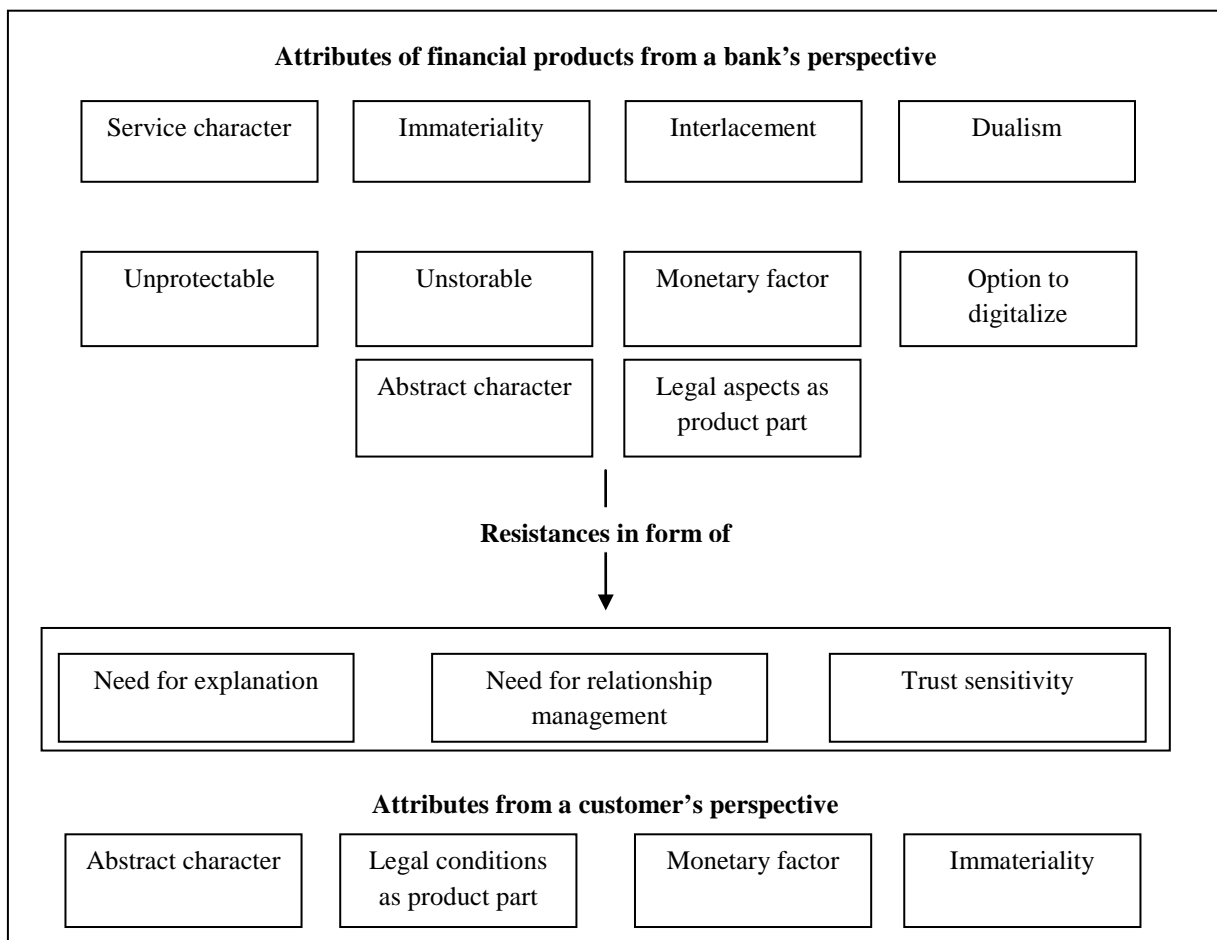 Attributes of financial products from a bank's perspective
Service character
Immateriality
Interlacement
Dualism
Unprotectable
Unstorable
Monetary factor
Option to
digitalize
Abstract character
Legal aspects as
product part
Resistances in form of
Need for explanation
Need for relationship
management
Trust sensitivity
Attributes from a customer's perspective
Abstract character
Legal conditions
as product part
Monetary factor
Immateriality